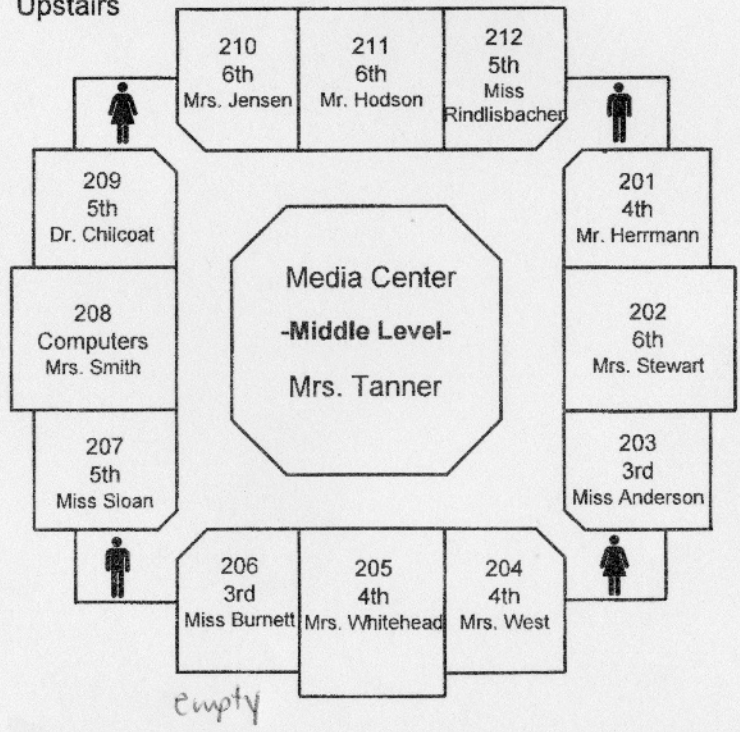 Upstairs
210
6th
Mrs. Jensen
211
6th
Mr. Hodson
212
5th
Miss
Rindlisbacher
209
5th
Dr. Chilcoat
201
4th
Mr. Herrmann
208
Computers
Mrs. Smith
Media Center
-Middle Level-
Mrs. Tanner
202
6th
Mrs. Stewart
207
5th
Miss Sloan
203
3rd
Miss Anderson
206
3rd
Miss Burnett
205
4th
Mrs. Whitehead
204
4th
Mrs. West
empty